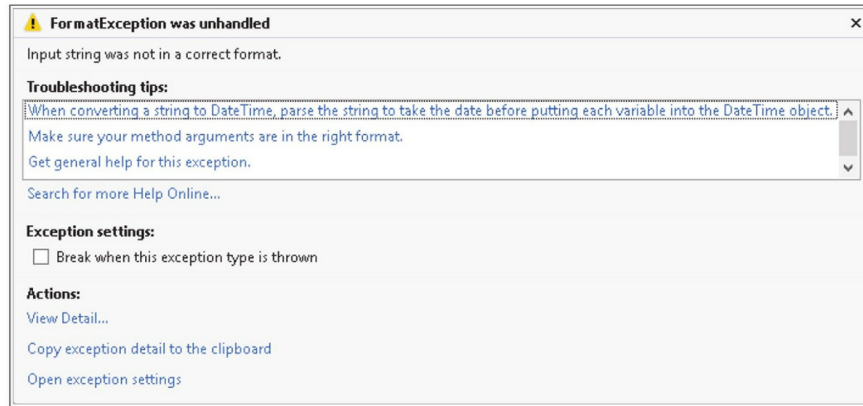 FormatException was unhandled
Input string was not in a correct format.
Troubleshooting tips:
When converting a string to DateTime, parse the string to take the date before putting each variable into the DateTime object.
Make sure your method arguments are in the right format.
Get general help for this exception.
Search for more Help Online...
Exception settings:
Break when this exception type is thrown
Actions:
View Detail...
Copy exception detail to the clipboard
Open exception settings